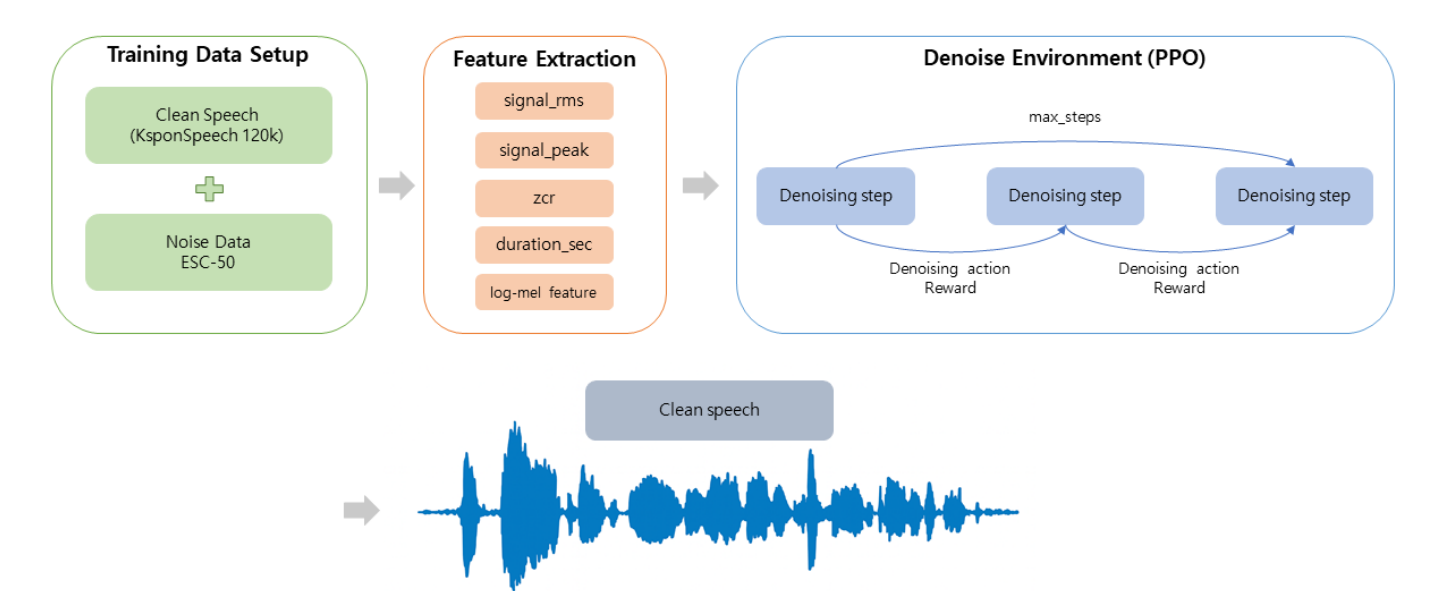 Training Data Setup
Clean Speech
(KsponSpeech 120k)
Noise Data
ESC-50
Feature Extraction
signal_rms
signal_peak
zcr
duration_sec
log-mel feature
Denoise Environment (PPO)
max_steps
Denoising step
Denoising step
Denoising step
Denoising action
Reward
Denoising action
Reward
Clean speech